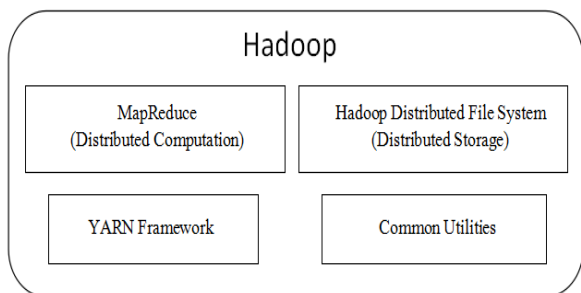 Hadoop
MapReduce
(Distributed Computation)
Hadoop Distributed File System
(Distributed Storage)
YARN Framework
Common Utilities